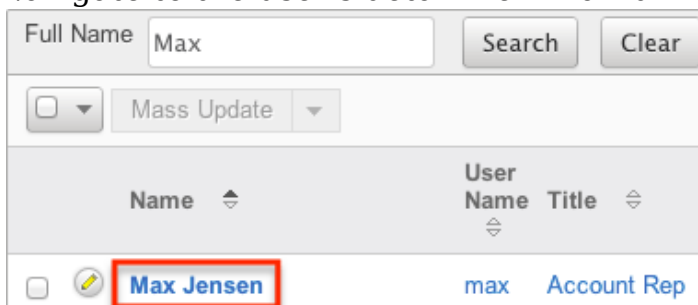 Full Name Max Search Clear
Mass Update
Name User Name Title
Max Jensen max Account Rep